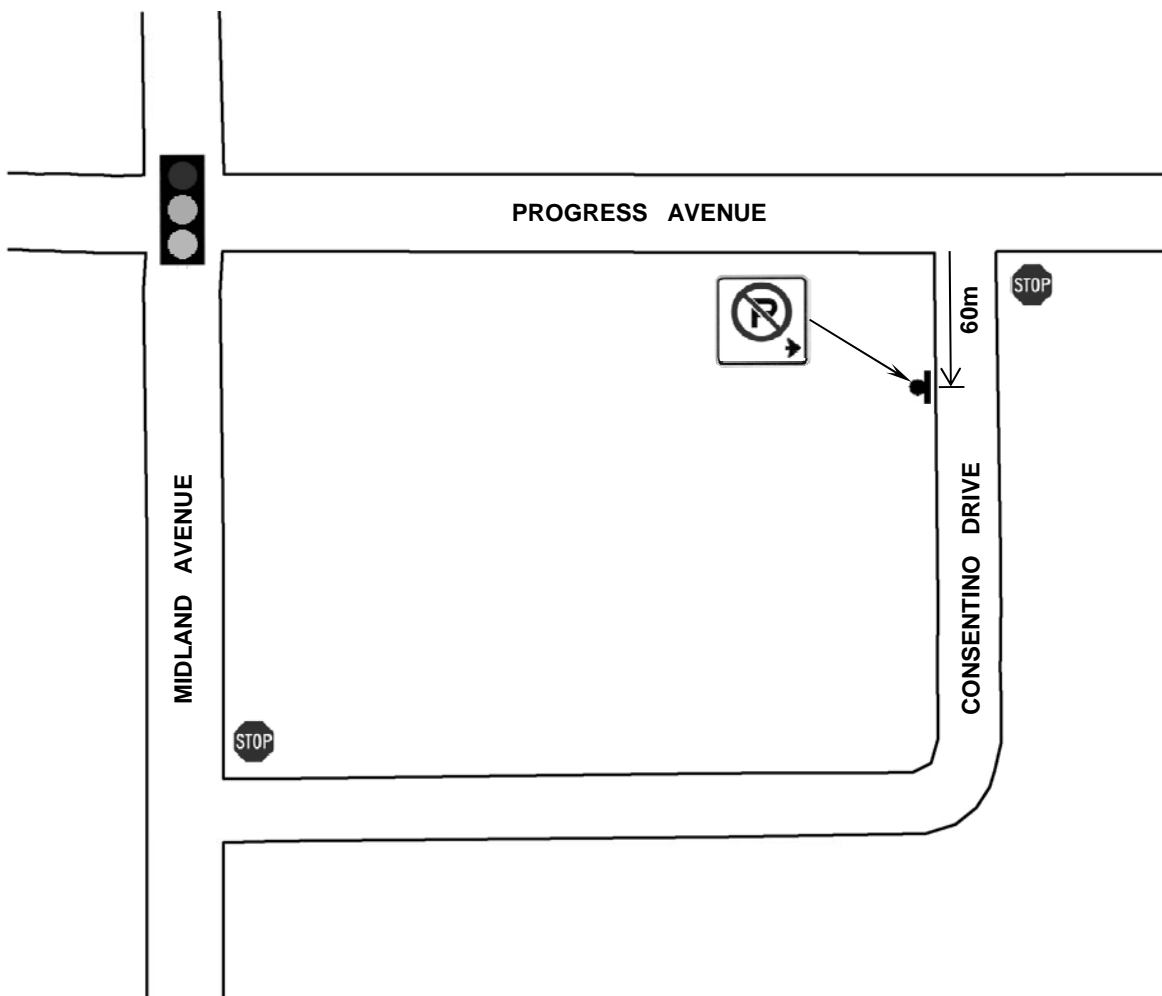 PROGRESS AVENUE
STOP
P
60m
MIDLAND AVENUE
CONSENTINO DRIVE
STOP